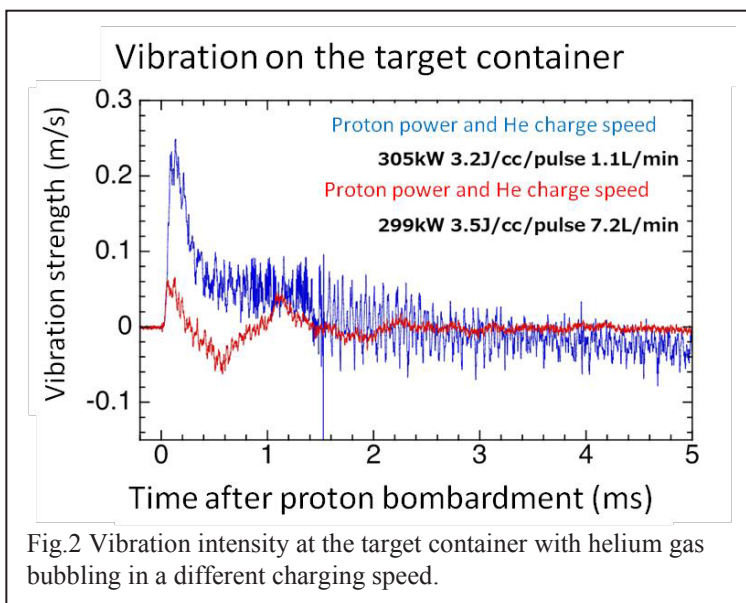 Vibration on the target container
Vibration strength (m/s)
0.3
0.2
0.1
0
-0.1
Proton power and He charge speed
305kW 3.2J/cc/pulse 1.1L/min
Proton power and He charge speed
299kW 3.5J/cc/pulse 7.2L/min
0 1 2 3 4 5
Time after proton bombardment (ms)
Fig.2 Vibration intensity at the target container with helium gas
bubbling in a different charging speed.